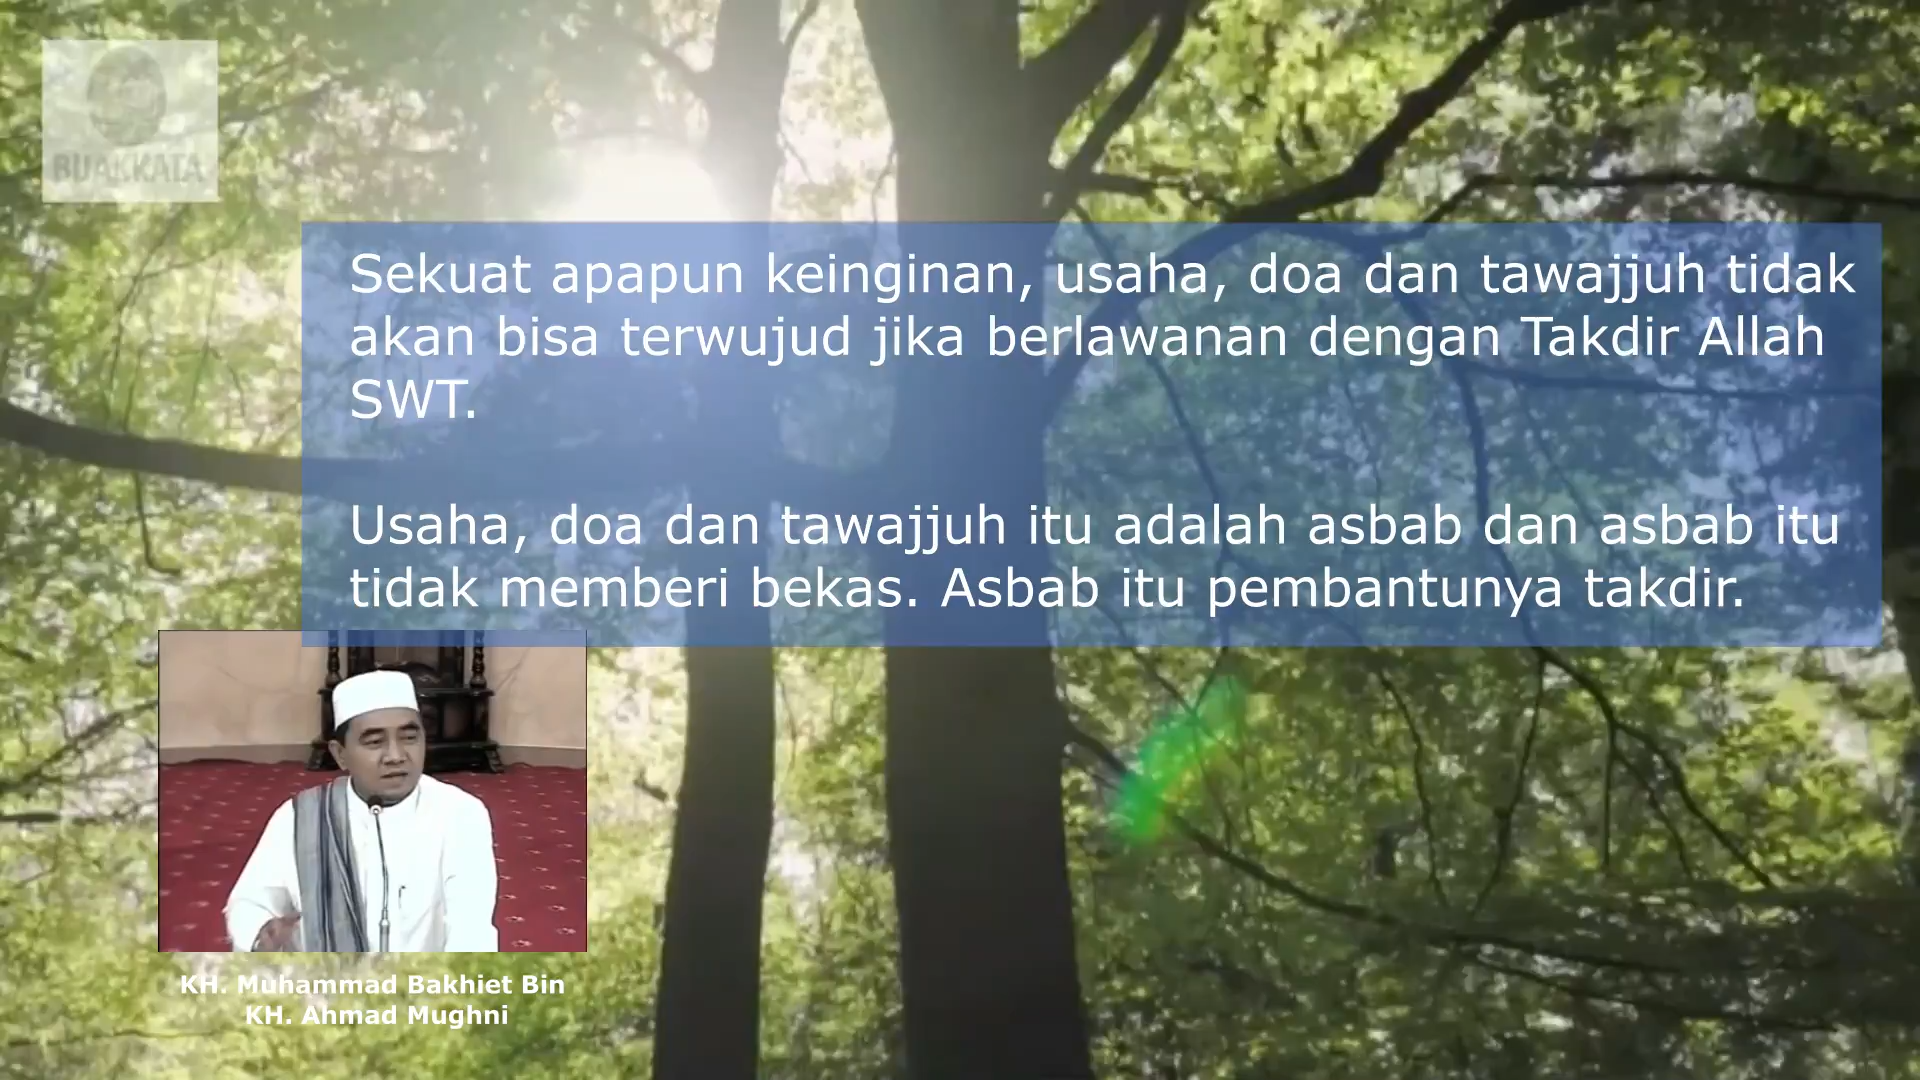 BIJAKKATA
Sekuat apapun keinginan, usaha, doa dan tawajjuh tidak
akan bisa terwujud jika berlawanan dengan Takdir Allah
SWT.
Usaha, doa dan tawajjuh itu adalah asbab dan asbab itu
tidak memberi bekas. Asbab itu pembantunya takdir.
KH. Muhammad Bakhiet Bin
KH. Ahmad Mughni